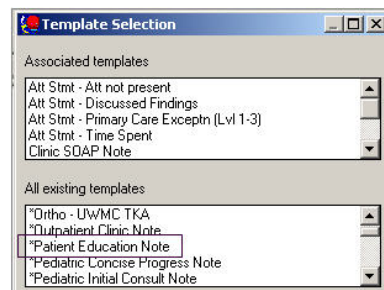 Template Selection
Associated templates
Att Stmt - Att not present
Att Stmt - Discussed Findings
Att Stmt - Primary Care Exceptn (Lvl 1-3)
Att Stmt - Time Spent
Clinic SOAP Note
All existing templates
*Ortho - UWMC TKA
*Outpatient Clinic Note
*Patient Education Note
*Pediatric Concise Progress Note
*Pediatric Initial Consult Note